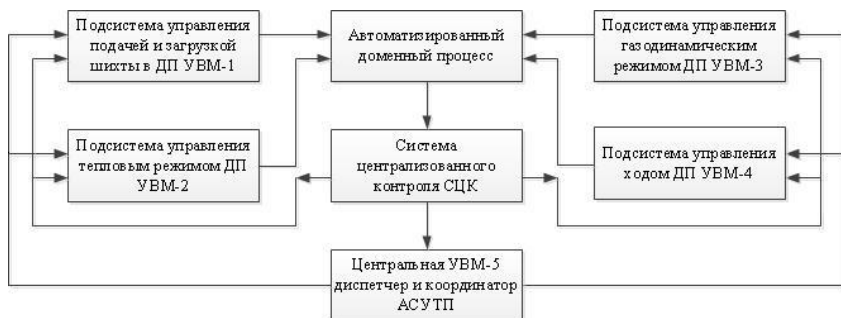 Подсистема управления
подачей и загрузкой
шихты в ДП УВМ-1
Автоматизированный
доменный процесс
Подсистема управления
газодинамическим
режимом ДП УВМ-3
Подсистема управления
тепловым режимом ДП
УВМ-2
Система
централизованного
контроля СЦК
Подсистема управления
ходом ДП УВМ-4
Центральная УВМ-5
диспетчер и координатор
АСУТП